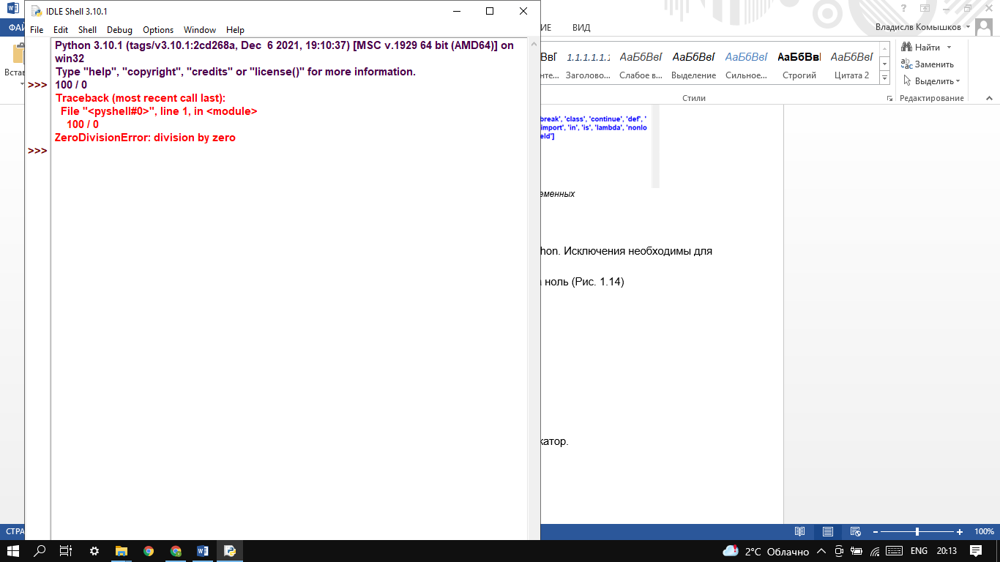 IDLE Shell 3.10.1
File Edit Shell Debug Options Window Help
Python 3.10.1 (tags/v3.10.1:2cd268a, Dec 6 2021, 19:10:37) [MSC v.1929 64 bit (AMD64)] on
win32
Type "help", "copyright", "credits" or "license()" for more information.
>>> 100 / 0
Traceback (most recent call last):
File "<pyshell#0>", line 1, in <module>
100 / 0
ZeroDivisionError: division by zero
>>>
ФАЙ
Встав
СТРА
ИЕ ВИД
Владислв Комышков
АаБбВвГ 1.1.1.1.1.1 АаБбВвГ АаБбВвГ АаБбВвГ АаБбВвГ
нте... Заголово... Слабое в... Выделение Сильное... Строгий Цитата 2
Стили
Найти
Заменить
Выделить
Редактирование
break', 'class', 'continue', 'def', '
import', 'in', 'is', 'lambda', 'nonlo
eld']
еменных
hon. Исключения необходимы для
ноль (Рис. 1.14)
катор.
100%
2°C Облачно
ENG
20:13